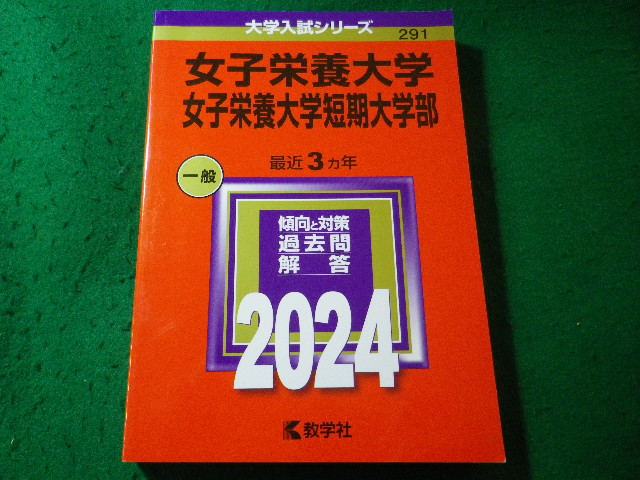 大学入試シリーズ
291
女子栄養大学
女子栄養大学短期大学部
最近3ヵ年
一般
傾向と対策
過去問
解答
2024
教学社